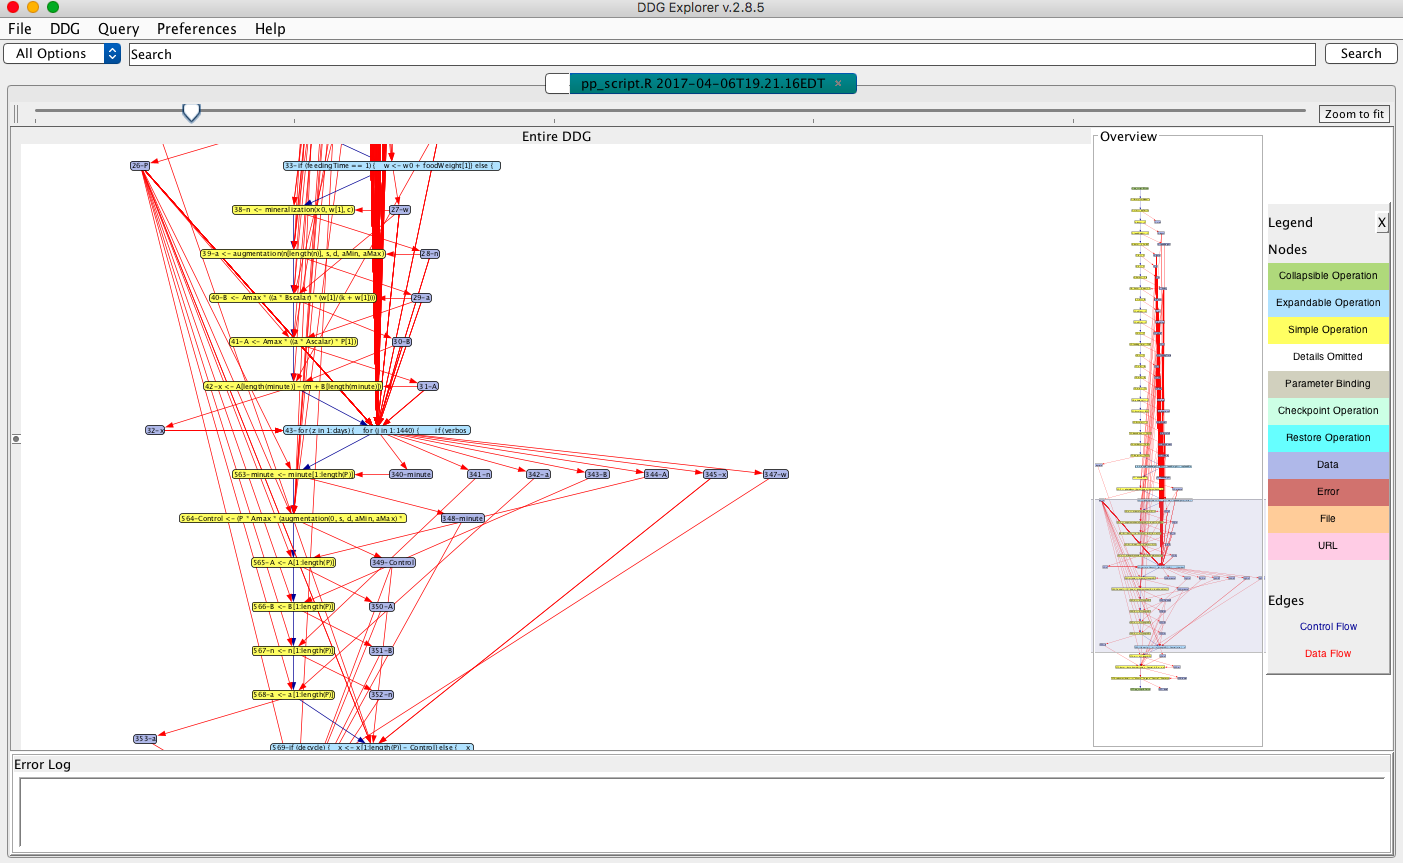 DDG Explorer v.2.8.5
File DDG Query Preferences Help
All Options Search Search
pp_script.R 2017-04-06T19.21.16EDT ×
Zoom to fit
Entire DDG
Overview
26-P
33-if (feedingTime == 1) { w <- w0 + foodWeight[1]} else {
38-n <- mineralization(x0, w[1], c)
27-w
39-a <- augmentation(n[length(n)], s, d, aMin, aMax)
28-n
40-B <- Amax * ((a * Bscalar) * (w[1]/(k + w[1])))
29-a
41-A <- Amax * ((a * Ascalar) * P[1])
30-B
42-x <- A[length(minute)] - (m + B[length(minute)])
31-A
32-x
43-for (z in 1:days) { for (j in 1:1440) { if (verbos
563-minute <- minute[1:length(P)]
340-minute
341-n
342-a
343-B
344-A
345-x
347-w
564-Control <- (P * Amax * (augmentation(0, s, d, aMin, aMax) *
348-minute
565-A <- A[1:length(P)]
349-Control
566-B <- B[1:length(P)]
350-A
567-n <- n[1:length(P)]
351-B
568-a <- a[1:length(P)]
352-n
353-a
569-if (decycle) { x <- x[1:length(P)] - Control} else { x
Legend X
Nodes
Collapsible Operation
Expandable Operation
Simple Operation
Details Omitted
Parameter Binding
Checkpoint Operation
Restore Operation
Data
Error
File
URL
Edges
Control Flow
Data Flow
Error Log